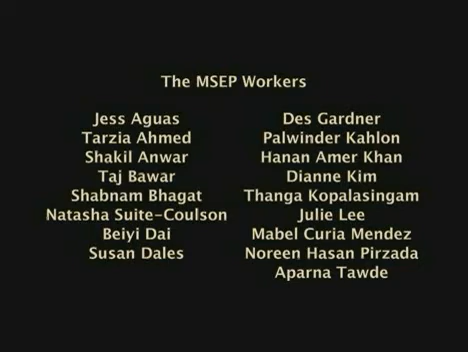 The MSEP Workers
Jess Aguas
Tarzia Ahmed
Shakil Anwar
Taj Bawar
Shabnam Bhagat
Natasha Suite-Coulson
Beiyi Dai
Susan Dales
Des Gardner
Palwinder Kahlon
Hanan Amer Khan
Dianne Kim
Thanga Kopalasingam
Julie Lee
Mabel Curia Mendez
Noreen Hasan Pirzada
Aparna Tawde